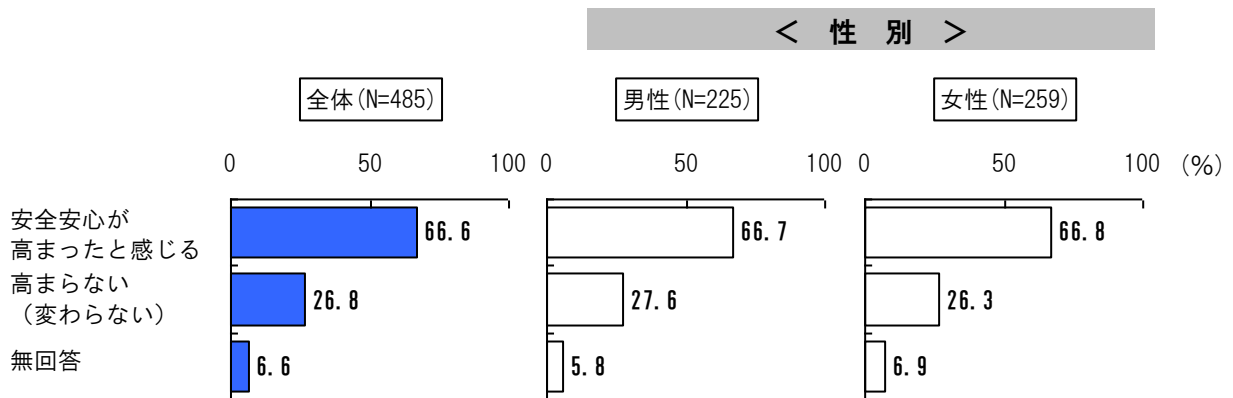 ＜ 性 別 ＞
全体(N=485)
男性(N=225)
女性(N=259)
0 50 100 0 50 100 0 50 100 (%)
安全安心が
高まったと感じる
66.6 66.7 66.8
高まらない
（変わらない）
26.8 27.6 26.3
無回答
6.6 5.8 6.9